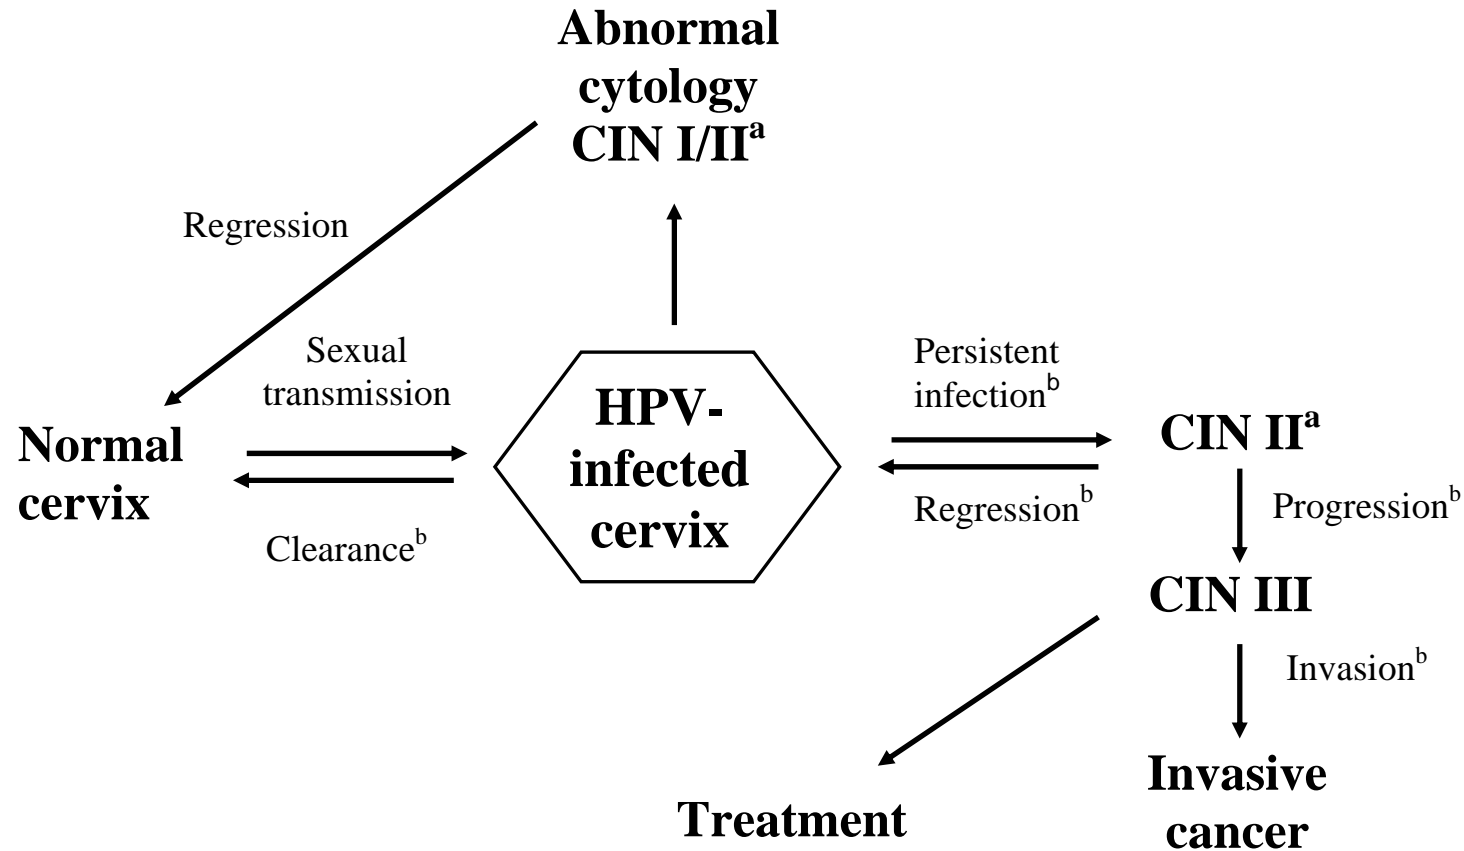 Abnormal
cytology
CIN I/IIa
Regression
Sexual
transmission
Persistent
infectionb
Normal
cervix
HPV-
infected
cervix
CIN IIa
Clearanceb
Regressionb
Progressionb
CIN III
Invasionb
Treatment
Invasive
cancer